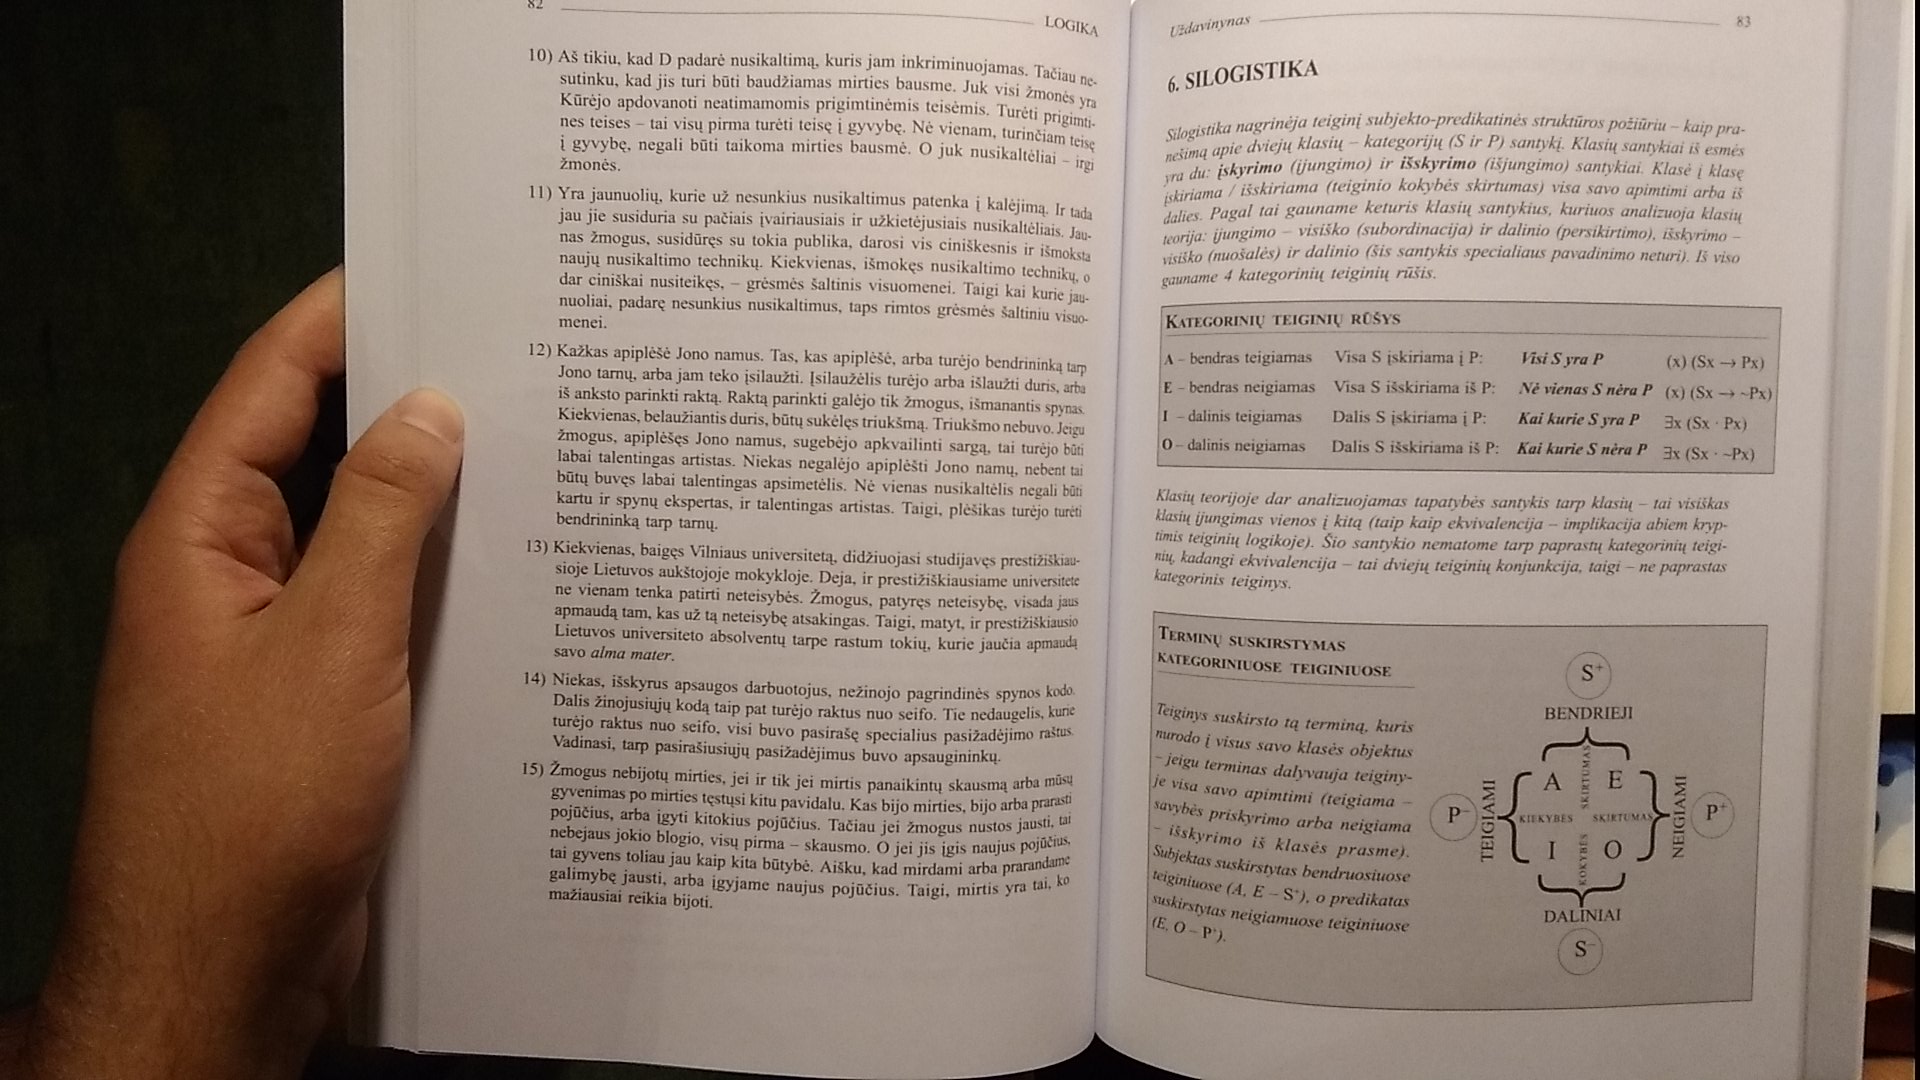 82
LOGIKA
10) Aš tikiu, kad D padarė nusikaltimą, kuris jam inkriminuojamas. Tačiau ne-
sutinku, kad jis turi būti baudžiamas mirties bausme. Juk visi žmonės yra
Kūrėjo apdovanoti neatimamomis prigimtinėmis teisėmis. Turėti prigimti-
nes teises – tai visų pirma turėti teisę į gyvybę. Nė vienam, turinčiam teisę
į gyvybę, negali būti taikoma mirties bausmė. O juk nusikaltėliai – irgi
žmonės.
11) Yra jaunuolių, kurie už nesunkius nusikaltimus patenka į kalėjimą. Ir tada
jau jie susiduria su pačiais įvairiausiais ir užkietėjusiais nusikaltėliais. Jau-
nas žmogus, susidūręs su tokia publika, darosi vis ciniškesnis ir išmoksta
naujų nusikaltimo technikų. Kiekvienas, išmokęs nusikaltimo technikų, o
dar ciniškai nusiteikęs, – grėsmės šaltinis visuomenei. Taigi kai kurie jau-
nuoliai, padarę nesunkius nusikaltimus, taps rimtos grėsmės šaltiniu visuo-
menei.
12) Kažkas apiplėšė Jono namus. Tas, kas apiplėšė, arba turėjo bendrininką tarp
Jono tarnų, arba jam teko įsilaužti. Įsilaužėlis turėjo arba išlaužti duris, arba
iš anksto parinkti raktą. Raktą parinkti galėjo tik žmogus, išmanantis spynas.
Kiekvienas, belaužiantis duris, būtų sukėlęs triukšmą. Triukšmo nebuvo. Jeigu
žmogus, apiplėšęs Jono namus, sugebėjo apkvailinti sargą, tai turėjo būti
labai talentingas artistas. Niekas negalėjo apiplėšti Jono namų, nebent tai
būtų buvęs labai talentingas apsimetėlis. Nė vienas nusikaltėlis negali būti
kartu ir spynų ekspertas, ir talentingas artistas. Taigi, plėšikas turėjo turėti
bendrininką tarp tarnų.
13) Kiekvienas, baigęs Vilniaus universitetą, didžiuojasi studijavęs prestižiškiau-
sioje Lietuvos aukštojoje mokykloje. Deja, ir prestižiškiausiame universitete
ne vienam tenka patirti neteisybės. Žmogus, patyręs neteisybę, visada jaus
apmaudą tam, kas už tą neteisybę atsakingas. Taigi, matyt, ir prestižiškiausio
Lietuvos universiteto absolventų tarpe rastum tokių, kurie jaučia apmaudą
savo alma mater.
14) Niekas, išskyrus apsaugos darbuotojus, nežinojo pagrindinės spynos kodo.
Dalis žinojusiųjų kodą taip pat turėjo raktus nuo seifo. Tie nedaugelis, kurie
turėjo raktus nuo seifo, visi buvo pasirašę specialius pasižadėjimo raštus.
Vadinasi, tarp pasirašiusiųjų pasižadėjimus buvo apsaugininkų.
15) Žmogus nebijotų mirties, jei ir tik jei mirtis panaikintų skausmą arba mūsų
gyvenimas po mirties tęstųsi kitu pavidalu. Kas bijo mirties, bijo arba prarasti
pojūčius, arba įgyti kitokius pojūčius. Tačiau jei žmogus nustos jausti, tai
nebejaus jokio blogio, visų pirma – skausmo. O jei jis įgis naujus pojūčius,
tai gyvens toliau jau kaip kita būtybė. Aišku, kad mirdami arba prarandame
galimybę jausti, arba įgyjame naujus pojūčius. Taigi, mirtis yra tai, ko
mažiausiai reikia bijoti.
Uždavinynas
83
6. SILOGISTIKA
Silogistika nagrinėja teiginį subjekto-predikatinės struktūros požiūriu – kaip pra-
nešimą apie dviejų klasių – kategorijų (S ir P) santykį. Klasių santykiai iš esmės
yra du: įskyrimo (ijungimo) ir išskyrimo (išjungimo) santykiai. Klasė į klasę
įskiriama / išskiriama (teiginio kokybės skirtumas) visa savo apimtimi arba iš
dalies. Pagal tai gauname keturis klasių santykius, kuriuos analizuoja klasių
teorija: ijungimo – visiško (subordinacija) ir dalinio (persikirtimo), išskyrimo –
visiško (nuošalės) ir dalinio (šis santykis specialiaus pavadinimo neturi). Iš viso
gauname 4 kategorinių teiginių rūšis.
KATEGORINIŲ TEIGINIŲ RŪŠYS
A – bendras teigiamas Visa S įskiriama į P: Visi S yra P (x) (Sx → Px)
E – bendras neigiamas Visa S išskiriama iš P: Nė vienas S nėra P (x) (Sx → ~Px)
I – dalinis teigiamas Dalis S įskiriama į P: Kai kurie S yra P ∃x (Sx · Px)
O – dalinis neigiamas Dalis S išskiriama iš P: Kai kurie S nėra P ∃x (Sx · ~Px)
Klasių teorijoje dar analizuojamas tapatybės santykis tarp klasių – tai visiškas
klasių ijungimas vienos į kitą (taip kaip ekvivalencija – implikacija abiem kryp-
timis teiginių logikoje). Šio santykio nematome tarp paprastų kategorinių teigi-
nių, kadangi ekvivalencija – tai dviejų teiginių konjunkcija, taigi – ne paprastas
kategorinis teiginys.
TERMINŲ SUSKIRSTYMAS
KATEGORINIUOSE TEIGINIUOSE
Teiginys suskirsto tą terminą, kuris
nurodo į visus savo klasės objektus
– jeigu terminas dalyvauja teiginy-
je visa savo apimtimi (teigiama –
savybės priskyrimo arba neigiama
– išskyrimo iš klasės prasme).
Subjektas suskirstytas bendruosiuose
teiginiuose (A, E – S⁺), o predikatas
suskirstytas neigiamuose teiginiuose
(E, O – P⁺).
S⁺
BENDRIEJI
A E
KIEKYBĖS SKIRTUMAS
KOKYBĖS SKIRTUMAS
I O
P⁻ TEIGIAMI
NEIGIAMI P⁺
DALINIAI
S⁻